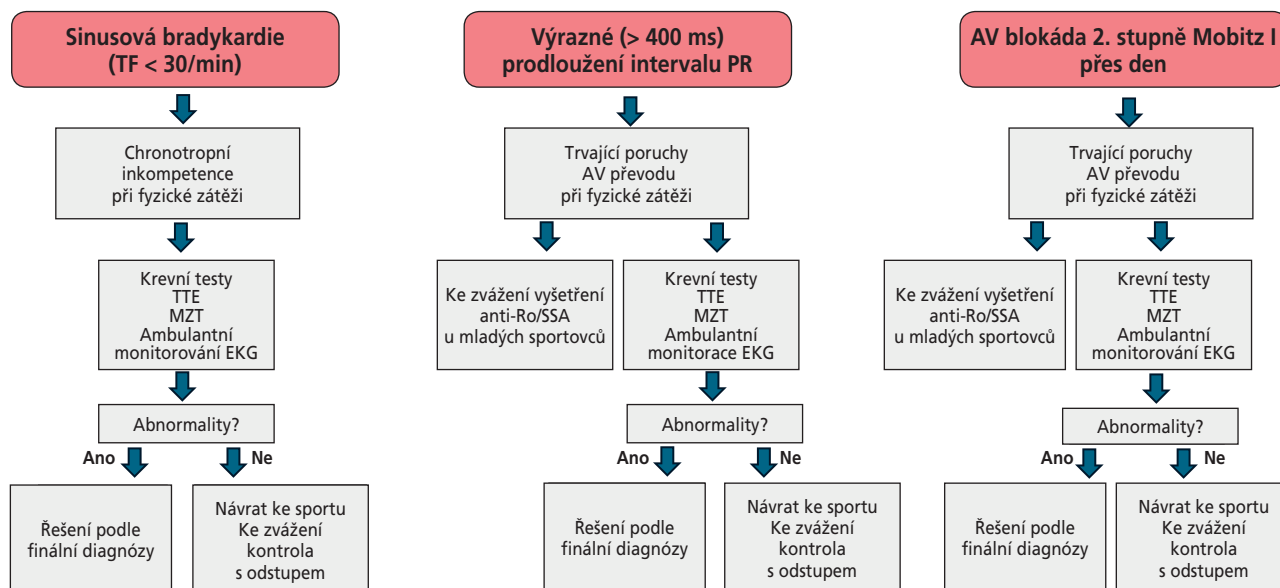 Sinusová bradykardie
(TF < 30/min)
Chronotropní
inkompetence
při fyzické zátěži
Krevní testy
TTE
MZT
Ambulantní
monitorování EKG
Abnormality?
Ano
Ne
Řešení podle
finální diagnózy
Návrat ke sportu
Ke zvážení
kontrola
s odstupem
Výrazné (> 400 ms)
prodloužení intervalu PR
Trvající poruchy
AV převodu
při fyzické zátěži
Ke zvážení vyšetření
anti-Ro/SSA
u mladých sportovců
Krevní testy
TTE
MZT
Ambulantní
monitorace EKG
Abnormality?
Ano
Ne
Řešení podle
finální diagnózy
Návrat ke sportu
Ke zvážení
kontrola
s odstupem
AV blokáda 2. stupně Mobitz I
přes den
Trvající poruchy
AV převodu
při fyzické zátěži
Ke zvážení vyšetření
anti-Ro/SSA
u mladých sportovců
Krevní testy
TTE
MZT
Ambulantní
monitorování EKG
Abnormality?
Ano
Ne
Řešení podle
finální diagnózy
Návrat ke sportu
Ke zvážení
kontrola
s odstupem